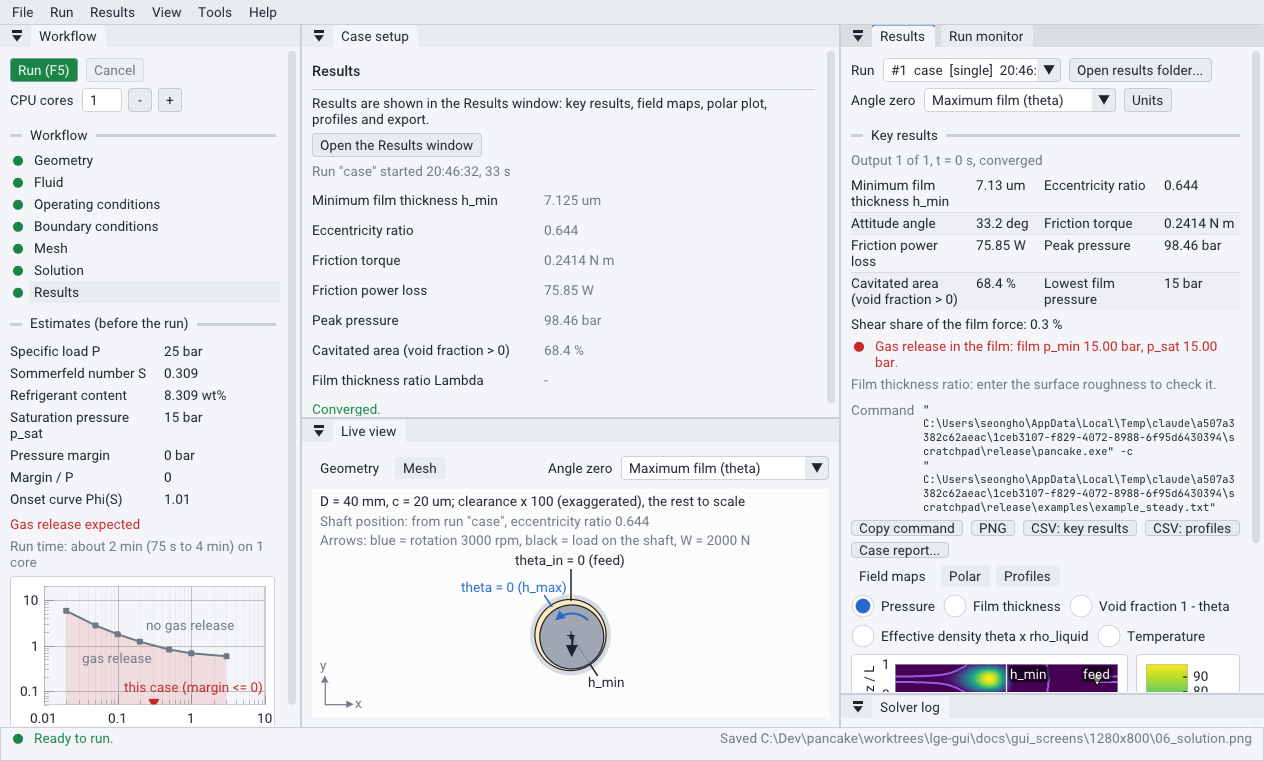 File Run Results View Tools Help
Workflow
Run (F5) Cancel
CPU cores 1 - +
Workflow
Geometry
Fluid
Operating conditions
Boundary conditions
Mesh
Solution
Results
Estimates (before the run)
Specific load P 25 bar
Sommerfeld number S 0.309
Refrigerant content 8.309 wt%
Saturation pressure 15 bar
p_sat
Pressure margin 0 bar
Margin / P 0
Onset curve Phi(S) 1.01
Gas release expected
Run time: about 2 min (75 s to 4 min) on 1
core
10
no gas release
1
gas release
this case (margin <= 0)
0.1
0.01 0.1 1 10
Case setup
Results
Results are shown in the Results window: key results, field maps, polar plot,
profiles and export.
Open the Results window
Run "case" started 20:46:32, 33 s
Minimum film thickness h_min 7.125 um
Eccentricity ratio 0.644
Friction torque 0.2414 N m
Friction power loss 75.85 W
Peak pressure 98.46 bar
Cavitated area (void fraction > 0) 68.4 %
Film thickness ratio Lambda -
Converged.
Live view
Geometry Mesh Angle zero Maximum film (theta)
D = 40 mm, c = 20 um; clearance x 100 (exaggerated), the rest to scale
Shaft position: from run "case", eccentricity ratio 0.644
Arrows: blue = rotation 3000 rpm, black = load on the shaft, W = 2000 N
theta_in = 0 (feed)
theta = 0 (h_max)
h_min
y
x
Results Run monitor
Run #1 case [single] 20:46: Open results folder...
Angle zero Maximum film (theta) Units
Key results
Output 1 of 1, t = 0 s, converged
Minimum film 7.13 um Eccentricity ratio 0.644
thickness h_min
Attitude angle 33.2 deg Friction torque 0.2414 N m
Friction power 75.85 W Peak pressure 98.46 bar
loss
Cavitated area 68.4 % Lowest film 15 bar
(void fraction > 0) pressure
Shear share of the film force: 0.3 %
Gas release in the film: film p_min 15.00 bar, p_sat 15.00
bar.
Film thickness ratio: enter the surface roughness to check it.
Command "
C:\Users\seongho\AppData\Local\Temp\claude\a507a3
382c62aeac\1ceb3107-f829-4072-8988-6f95d6430394\s
cratchpad\release\pancake.exe" -c
"
C:\Users\seongho\AppData\Local\Temp\claude\a507a3
382c62aeac\1ceb3107-f829-4072-8988-6f95d6430394\s
cratchpad\release\examples\example_steady.txt"
Copy command PNG CSV: key results CSV: profiles
Case report...
Field maps Polar Profiles
Pressure Film thickness Void fraction 1 - theta
Effective density theta x rho_liquid Temperature
1
z / L
h_min feed
90
80
Solver log
Ready to run.
Saved C:\Dev\pancake\worktrees\lge-gui\docs\gui_screens\1280x800\06_solution.png